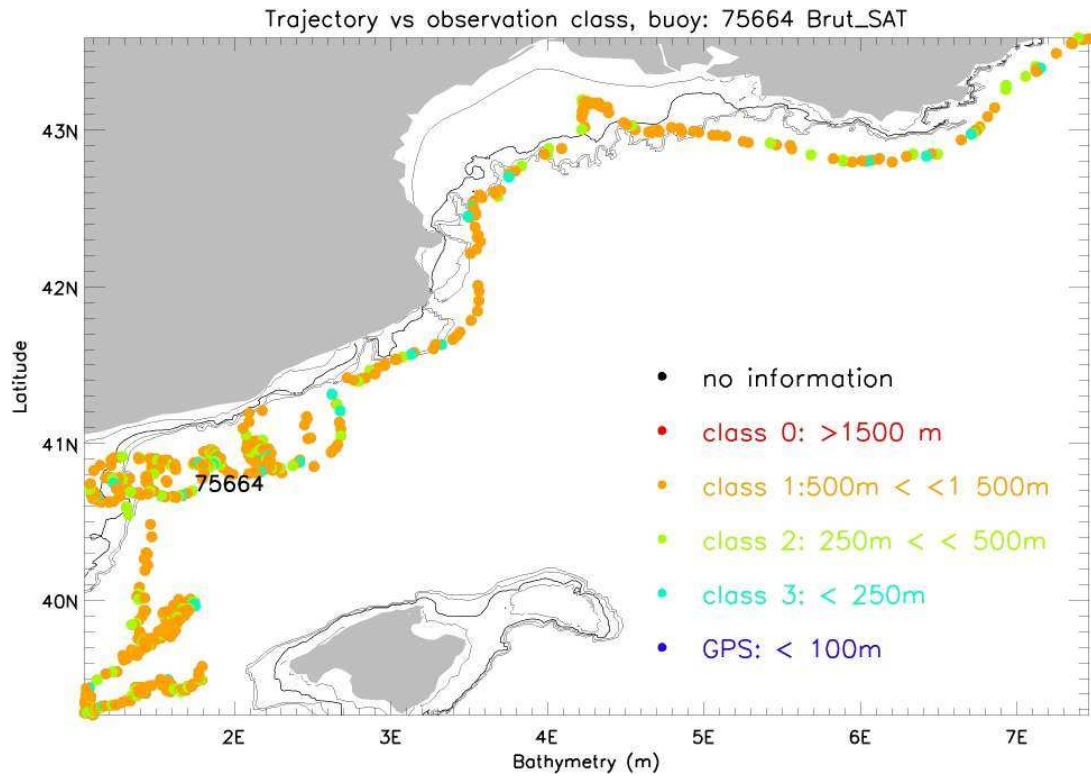 Trajectory vs observation class, buoy: 75664 Brut_SAT
43N
42N
41N
40N
Latitude
75664
no information
class 0: >1500 m
class 1:500m < <1 500m
class 2: 250m < < 500m
class 3: < 250m
GPS: < 100m
2E 3E 4E 5E 6E 7E
Bathymetry (m)